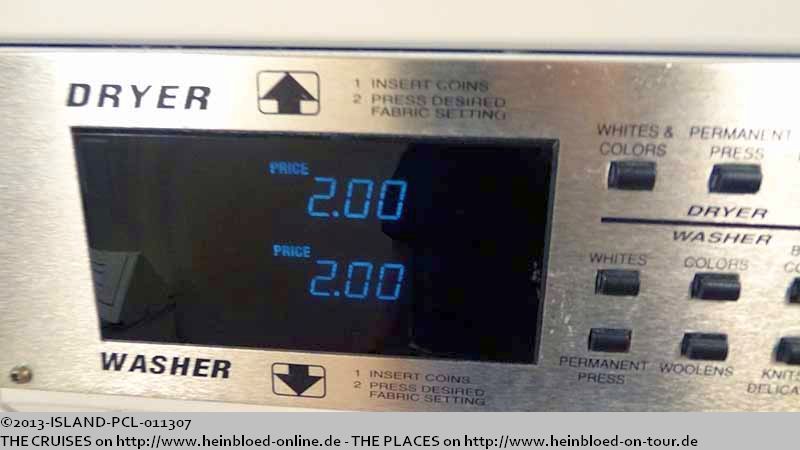 DRYER
1 INSERT COINS
2 PRESS DESIRED
FABRIC SETTING
PRICE
2.00
PRICE
2.00
WASHER
1 INSERT COINS
2 PRESS DESIRED
FABRIC SETTING
WHITES &
COLORS
PERMANENT
PRESS
DRYER
WASHER
WHITES
COLORS
PERMANENT
PRESS
WOOLENS
©2013-ISLAND-PCL-011307
THE CRUISES on http://www.heinbloed-online.de - THE PLACES on http://www.heinbloed-on-tour.de